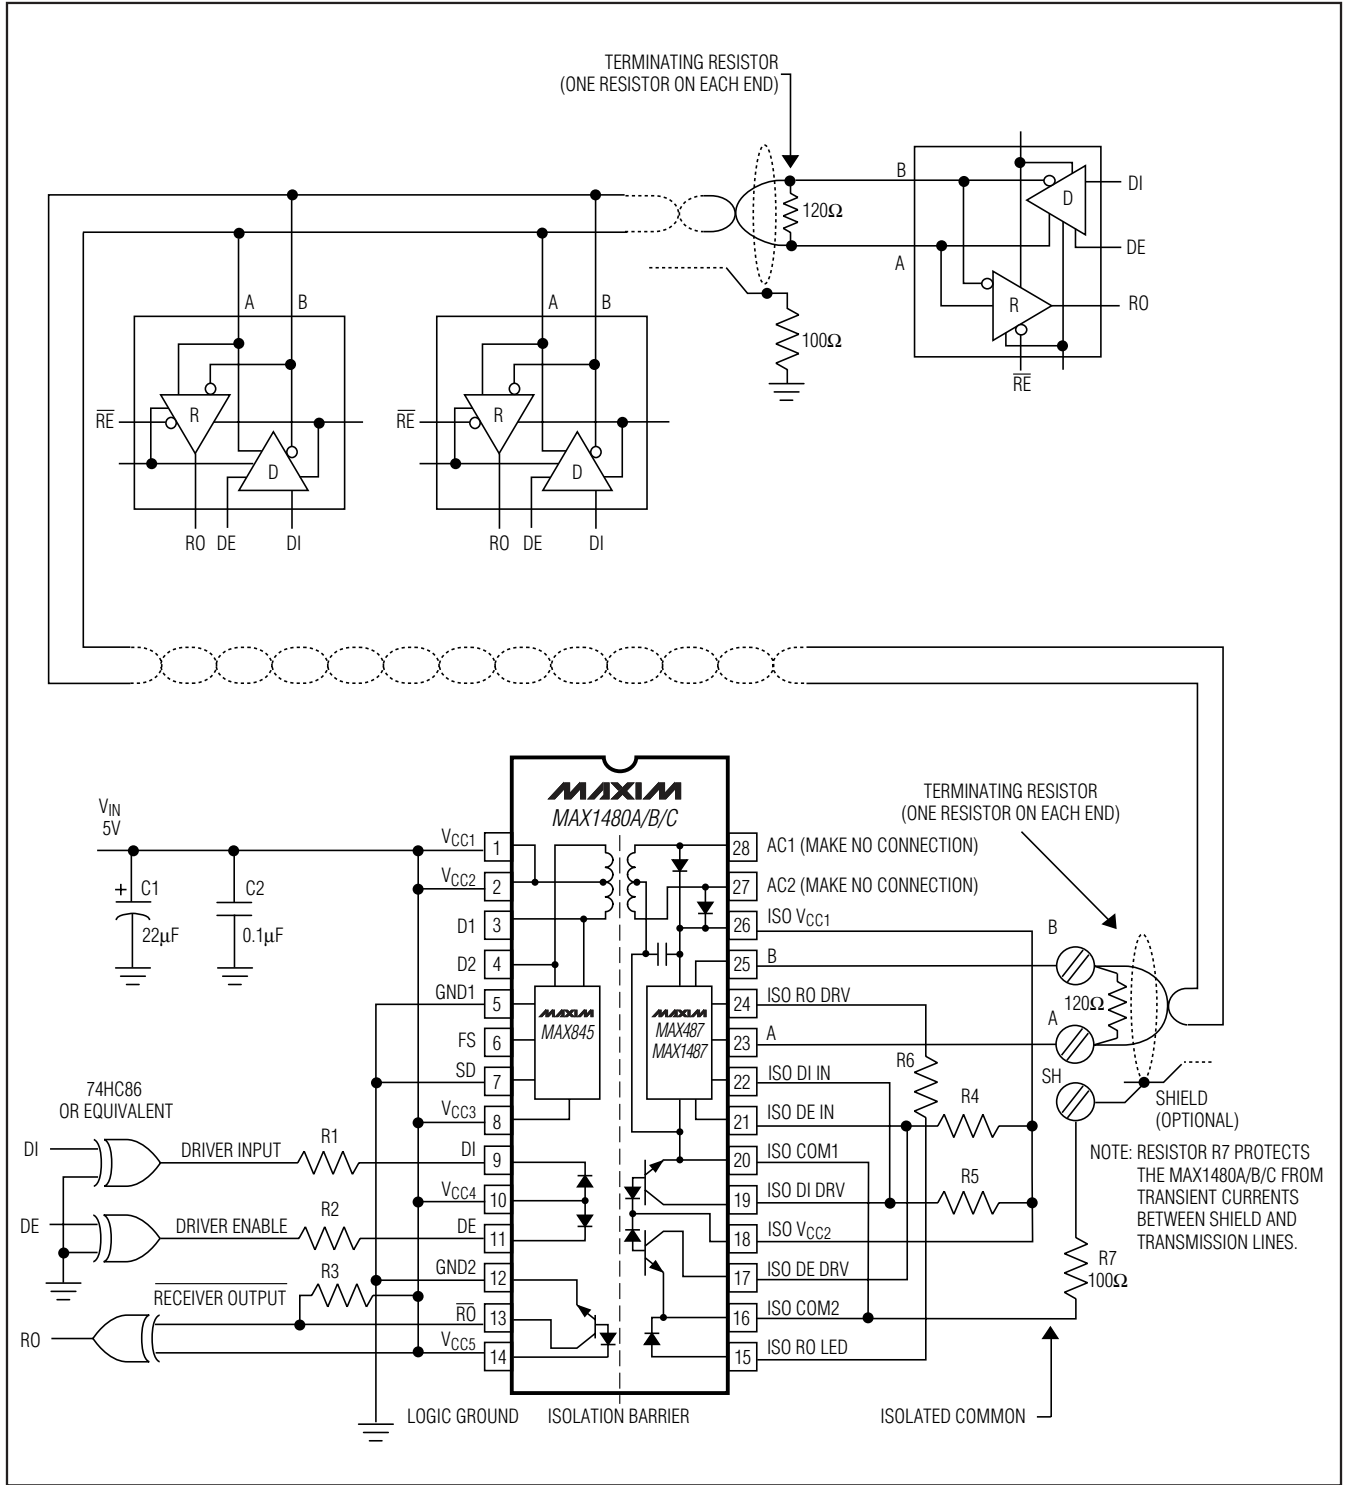 TERMINATING RESISTOR
(ONE RESISTOR ON EACH END)
B
120Ω
A
100Ω
D
DI
DE
R
RO
RE
A B
RE
R
D
RO DE DI
A B
RE
R
D
RO DE DI
VIN
5V
+ C1
22µF
C2
0.1µF
MAXIM
MAX1480A/B/C
VCC1 1
VCC2 2
D1 3
D2 4
GND1 5
FS 6
SD 7
VCC3 8
DI 9
VCC4 10
DE 11
GND2 12
RO 13
VCC5 14
MAXIM
MAX845
MAXIM
MAX487
MAX1487
28 AC1 (MAKE NO CONNECTION)
27 AC2 (MAKE NO CONNECTION)
26 ISO VCC1
25 B
24 ISO RO DRV
23 A
22 ISO DI IN
21 ISO DE IN
20 ISO COM1
19 ISO DI DRV
18 ISO VCC2
17 ISO DE DRV
16 ISO COM2
15 ISO RO LED
74HC86
OR EQUIVALENT
DI
DRIVER INPUT
R1
DE
DRIVER ENABLE
R2
R3
RECEIVER OUTPUT
RO
LOGIC GROUND
ISOLATION BARRIER
ISOLATED COMMON
R6
R4
R5
TERMINATING RESISTOR
(ONE RESISTOR ON EACH END)
B
120Ω
A
SH
SHIELD
(OPTIONAL)
NOTE: RESISTOR R7 PROTECTS
THE MAX1480A/B/C FROM
TRANSIENT CURRENTS
BETWEEN SHIELD AND
TRANSMISSION LINES.
R7
100Ω